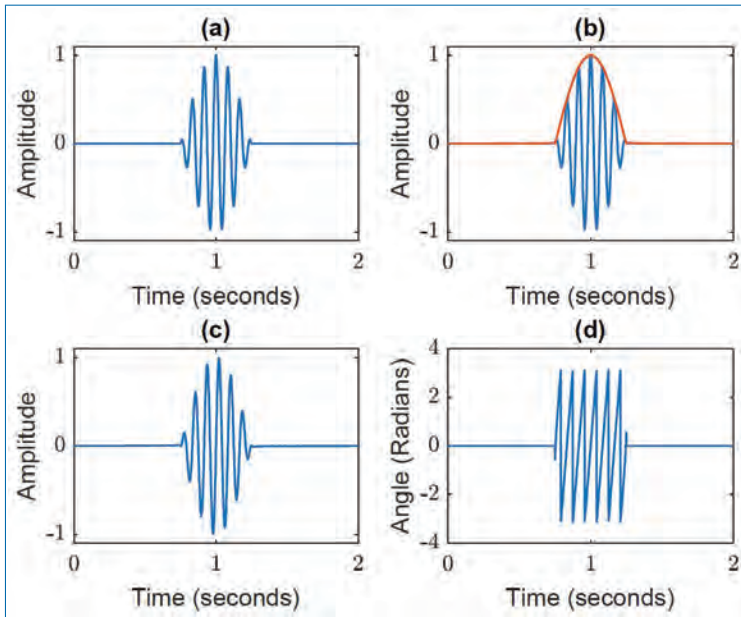 (a)
1
0
-1
Amplitude
0 1 2
Time (seconds)
(b)
1
0
-1
Amplitude
0 1 2
Time (seconds)
(c)
1
0
-1
Amplitude
0 1 2
Time (seconds)
(d)
4
2
0
-2
-4
Angle (Radians)
0 1 2
Time (seconds)